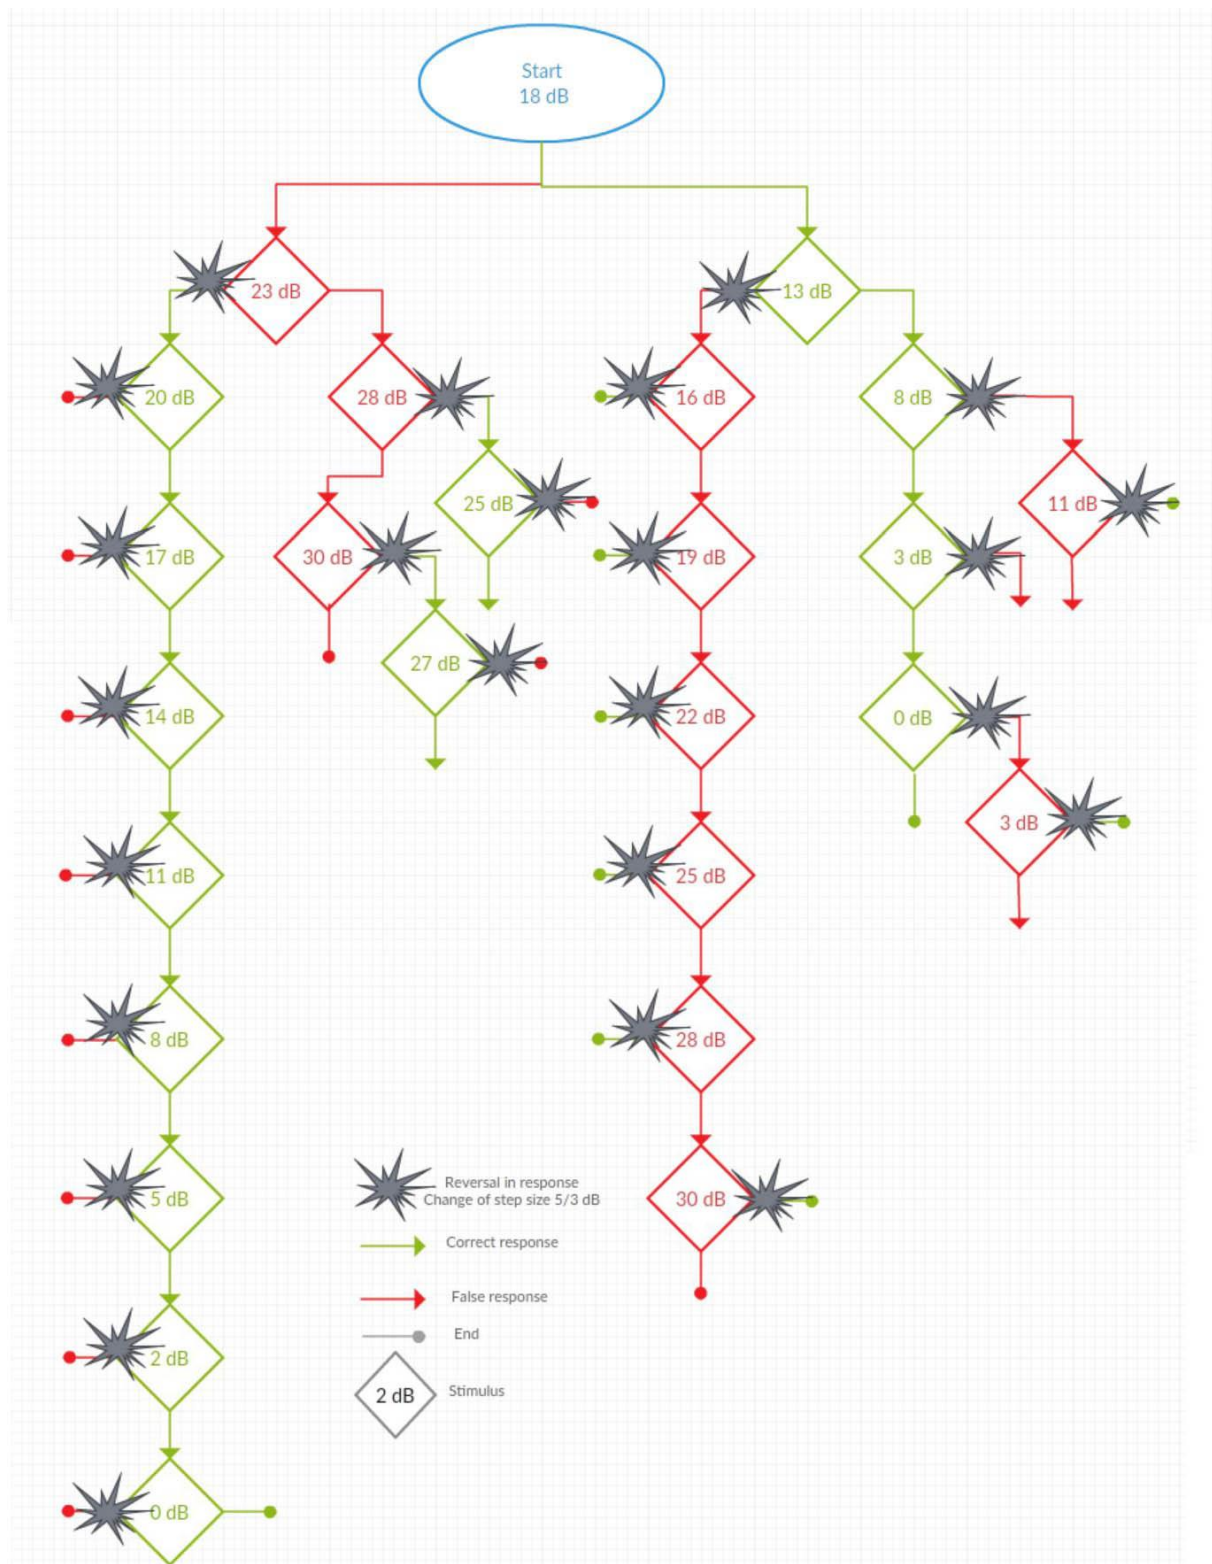 Start
18 dB
23 dB
13 dB
20 dB
28 dB
16 dB
8 dB
25 dB
11 dB
17 dB
30 dB
19 dB
3 dB
27 dB
14 dB
22 dB
0 dB
3 dB
11 dB
25 dB
8 dB
28 dB
5 dB
30 dB
Reversal in response
Change of step size 5/3 dB
Correct response
False response
End
2 dB
Stimulus
2 dB
0 dB